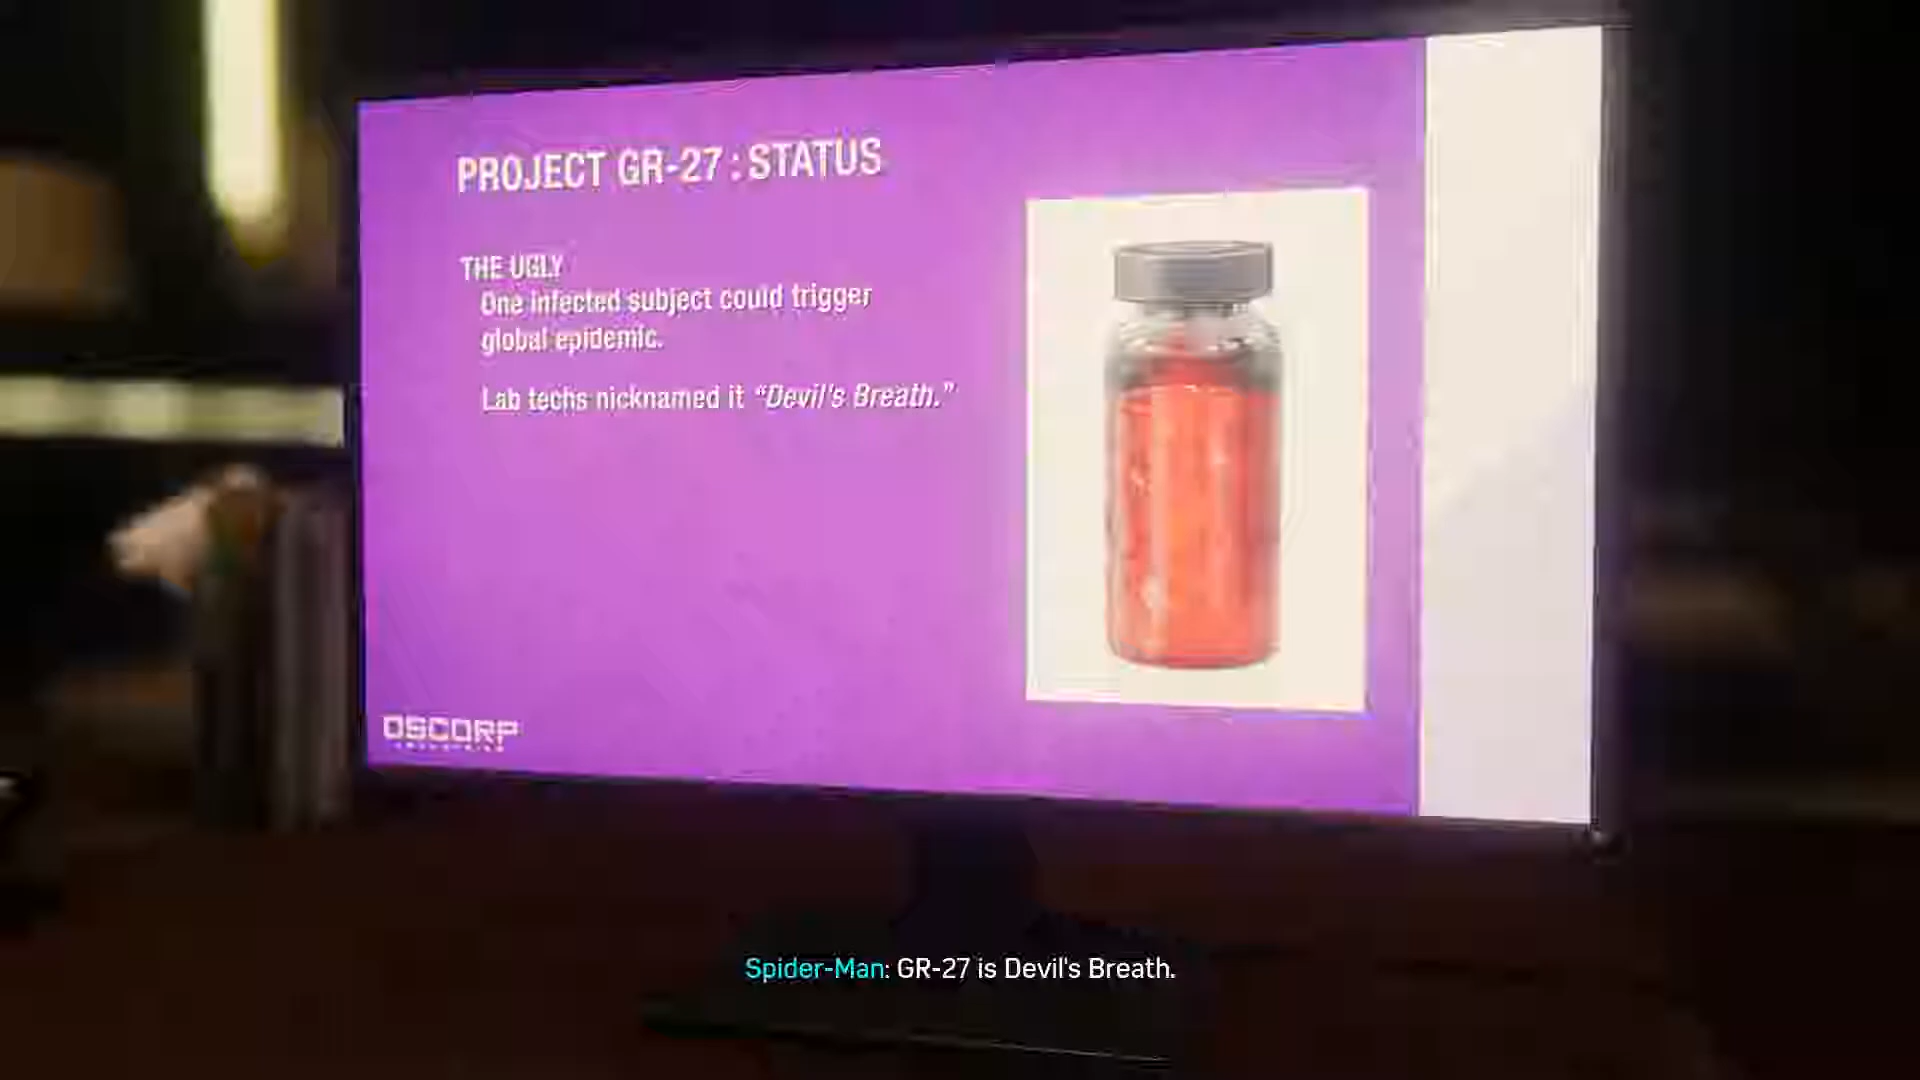 PROJECT GR-27 : STATUS
THE UGLY
One infected subject could trigger
global epidemic.
Lab techs nicknamed it “Devil's Breath.”
OSCORP
INDUSTRIES
Spider-Man: GR-27 is Devil's Breath.